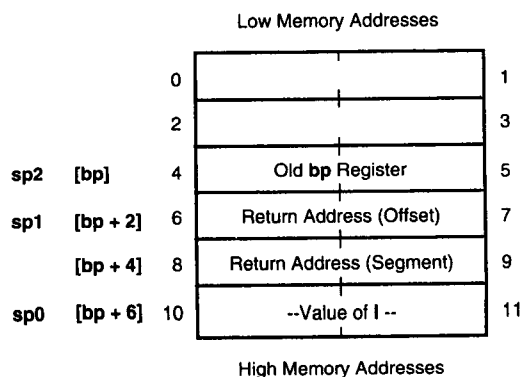 Low Memory Addresses
0 1
2 3
sp2 [bp] 4 Old bp Register 5
sp1 [bp + 2] 6 Return Address (Offset) 7
[bp + 4] 8 Return Address (Segment) 9
sp0 [bp + 6] 10 --Value of I -- 11
High Memory Addresses